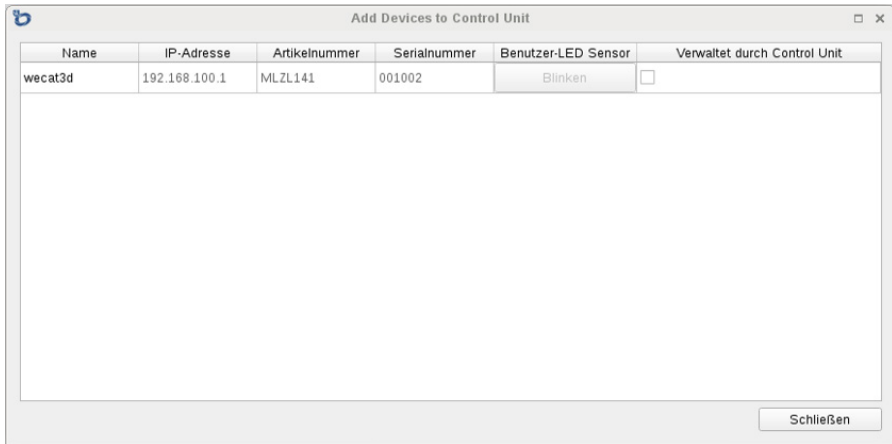 Add Devices to Control Unit
Name IP-Adresse Artikelnummer Serialnummer Benutzer-LED Sensor Verwaltet durch Control Unit
wecat3d 192.168.100.1 MLZL141 001002 Blinken
Schließen